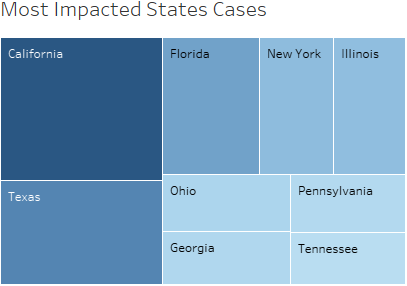 Most Impacted States Cases
California
Texas
Florida
New York
Illinois
Ohio
Georgia
Pennsylvania
Tennessee